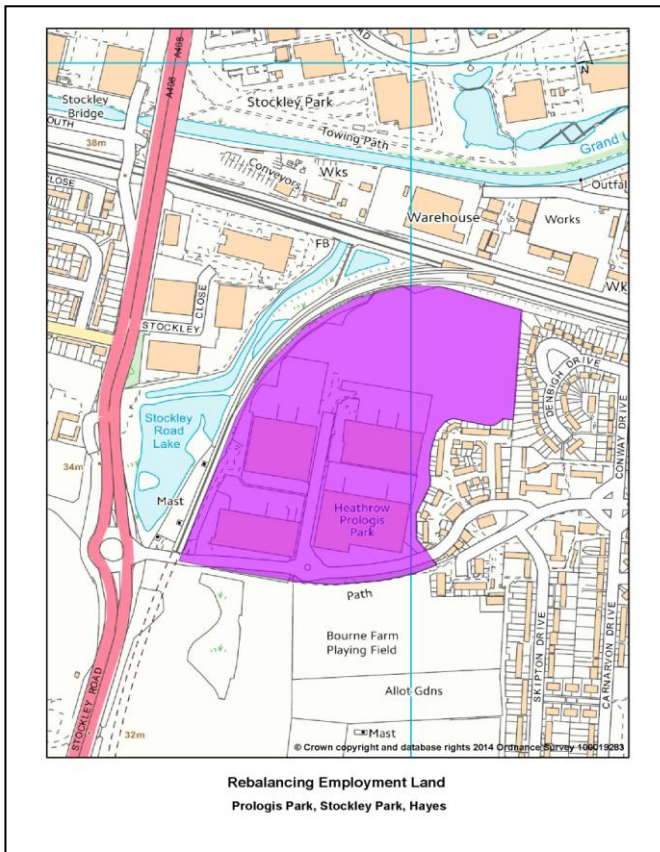 A408
A408
OAD
N
Stockley
Bridge
OUTH
38m
Stockley Park
Towing Path
Grand U
Conveyors
Wks
CLOSE
Outfal
Warehouse
Works
FB
Wk
STOCKLEY
CLOSE
DENBIGH DRIVE
CONWAY DRIVE
Stockley
Road
Lake
34m
Mast
Heathrow
Prologis
Park
Path
Bourne Farm
Playing Field
SKIPTON DRIVE
CARNARVON DRIVE
Allot Gdns
STOCKLEY ROAD
32m
Mast
© Crown copyright and database rights 2014 Ordnance Survey 100019283
Rebalancing Employment Land
Prologis Park, Stockley Park, Hayes